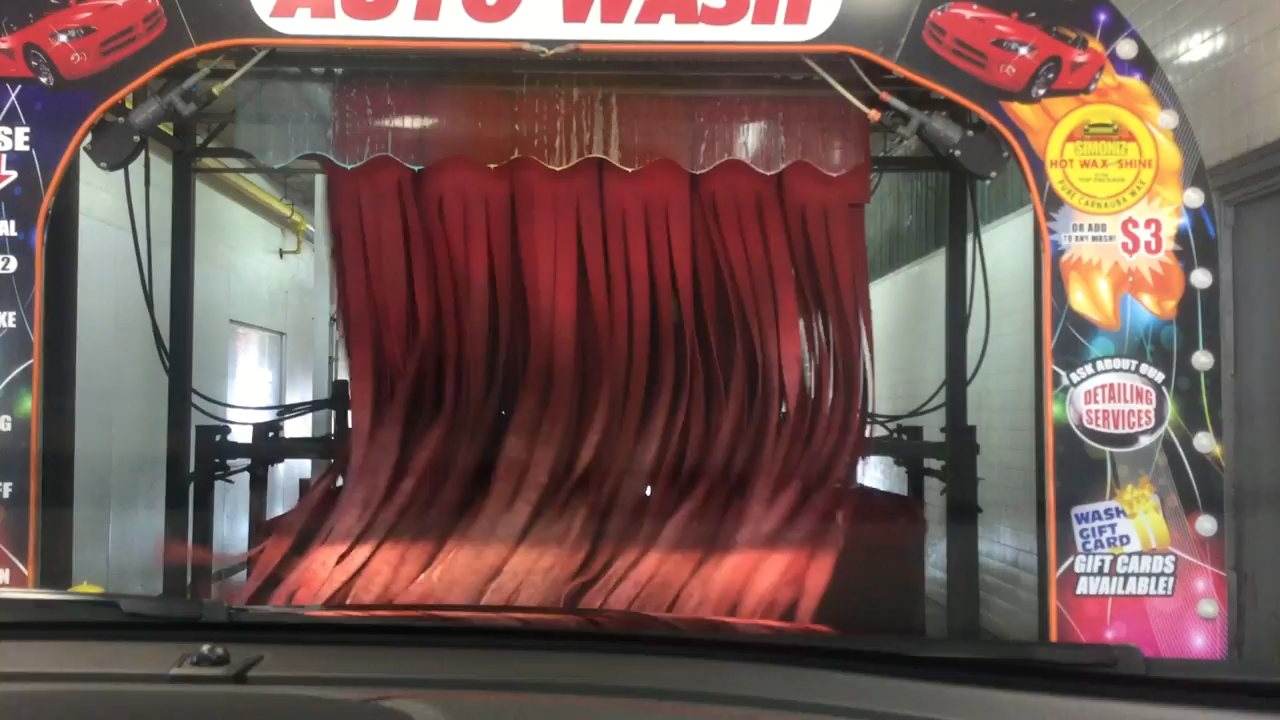 AUTO WASH
SE
AL
2
KE
G
FF
N
SIMONIZ
HOT WAX SHINE
PURE CARNAUBA WAX
OR ADD
TO ANY WASH!
$3
ASK ABOUT OUR
DETAILING
SERVICES
WASH
GIFT
CARD
GIFT CARDS
AVAILABLE!